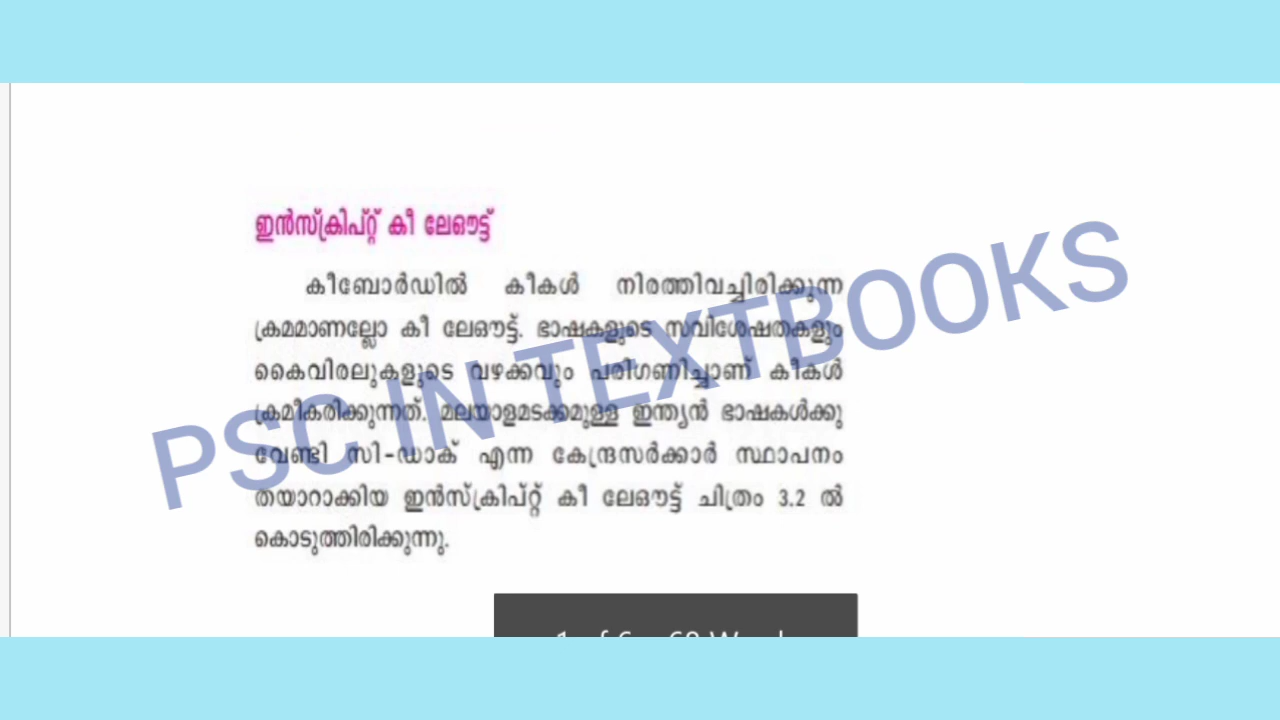 ഇൻസ്ക്രിപ്റ്റ് കീ ലേഔട്ട്
കീബോർഡിൽ കീകൾ നിരത്തിവച്ചിരിക്കുന്ന
ക്രമമാണല്ലോ കീ ലേഔട്ട്. ഭാഷകളുടെ സവിശേഷതകളും
കൈവിരലുകളുടെ വഴക്കവും പരിഗണിച്ചാണ് കീകൾ
ക്രമീകരിക്കുന്നത്. മലയാളമടക്കമുള്ള ഇന്ത്യൻ ഭാഷകൾക്കു
വേണ്ടി സി-ഡാക് എന്ന കേന്ദ്രസർക്കാർ സ്ഥാപനം
തയാറാക്കിയ ഇൻസ്ക്രിപ്റ്റ് കീ ലേഔട്ട് ചിത്രം 3.2 ൽ
കൊടുത്തിരിക്കുന്നു.
PSC IN TEXTBOOKS